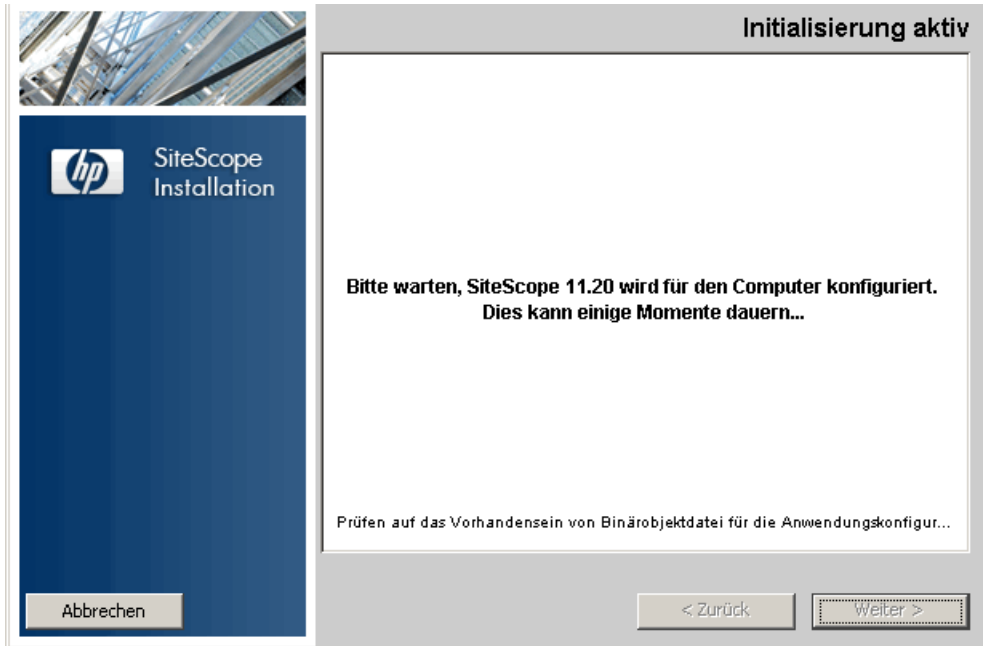 Initialisierung aktiv
hp
SiteScope
Installation
Bitte warten, SiteScope 11.20 wird für den Computer konfiguriert.
Dies kann einige Momente dauern...
Prüfen auf das Vorhandensein von Binärobjektdatei für die Anwendungskonfigur...
Abbrechen
< Zurück
Weiter >